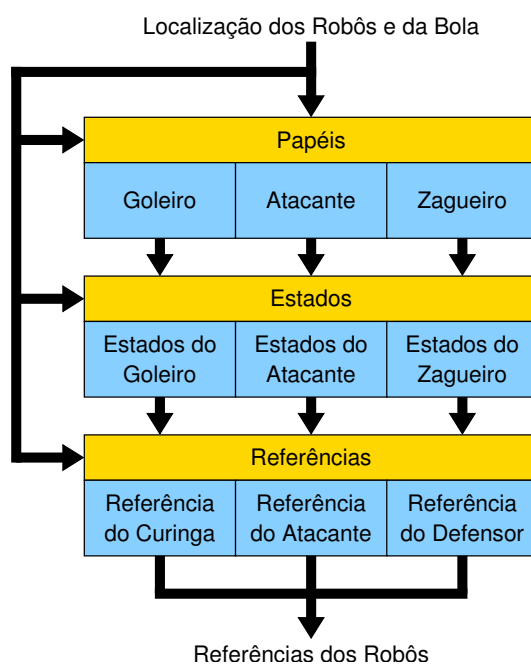 Localização dos Robôs e da Bola
Papéis
Goleiro
Atacante
Zagueiro
Estados
Estados do
Goleiro
Estados do
Atacante
Estados do
Zagueiro
Referências
Referência
do Curinga
Referência
do Atacante
Referência
do Defensor
Referências dos Robôs